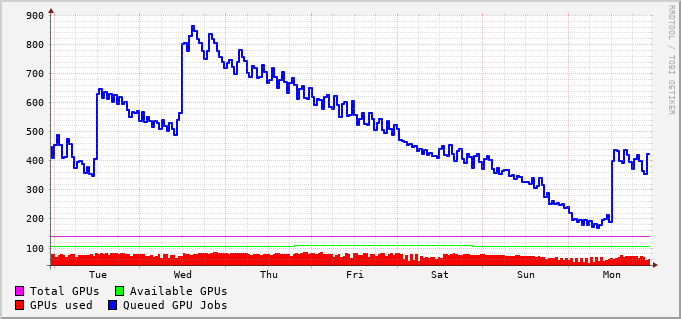 RRDTOOL / TOBI OETIKER
900
800
700
600
500
400
300
200
100
Tue Wed Thu Fri Sat Sun Mon
Total GPUs Available GPUs
GPUs used Queued GPU Jobs